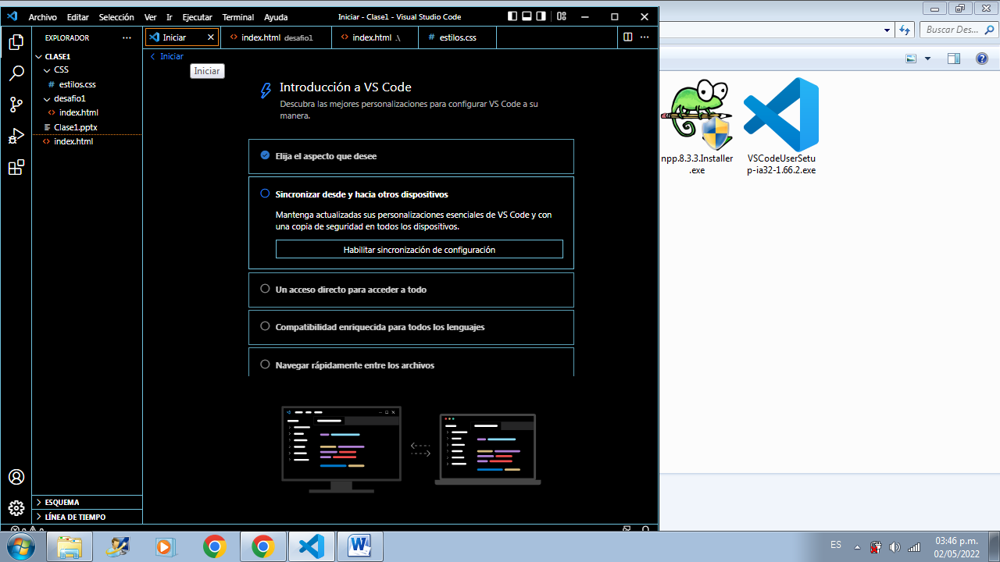 Archivo Editar Selección Ver Ir Ejecutar Terminal Ayuda
Iniciar - Clase1 - Visual Studio Code
Buscar Des...
EXPLORADOR
Iniciar
index.html desafio1
index.html .\
# estilos.css
CLASE1
CSS
# estilos.css
desafio1
<> index.html
Clase1.pptx
<> index.html
ESQUEMA
LÍNEA DE TIEMPO
< Iniciar
Iniciar
Introducción a VS Code
Descubra las mejores personalizaciones para configurar VS Code a su
manera.
Elija el aspecto que desee
Sincronizar desde y hacia otros dispositivos
Mantenga actualizadas sus personalizaciones esenciales de VS Code y con
una copia de seguridad en todos los dispositivos.
Habilitar sincronización de configuración
Un acceso directo para acceder a todo
Compatibilidad enriquecida para todos los lenguajes
Navegar rápidamente entre los archivos
npp.8.3.3.Installer
.exe
VSCodeUserSetu
p-ia32-1.66.2.exe
ES
03:46 p.m.
02/05/2022